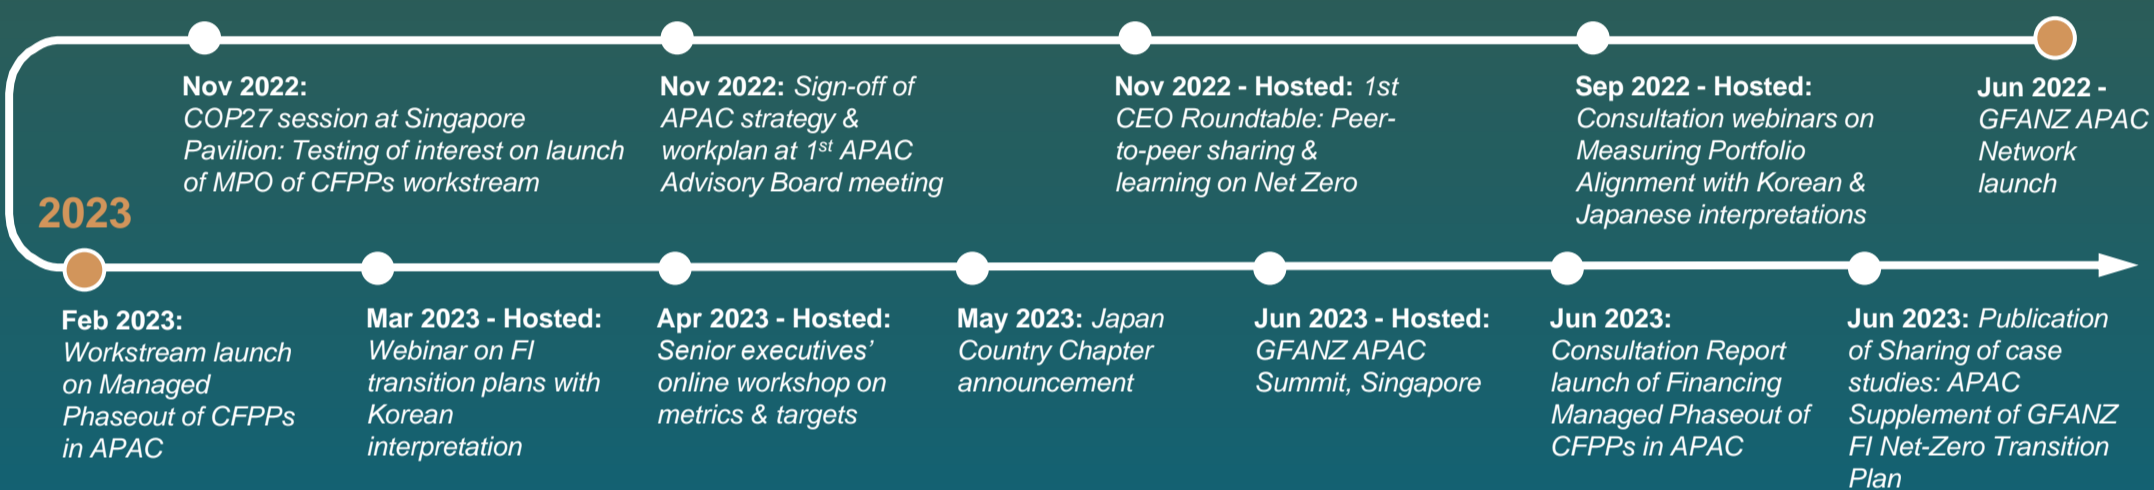 Nov 2022:
COP27 session at Singapore
Pavilion: Testing of interest on launch
of MPO of CFPPs workstream
Nov 2022: Sign-off of
APAC strategy &
workplan at 1st APAC
Advisory Board meeting
Nov 2022 - Hosted: 1st
CEO Roundtable: Peer-
to-peer sharing &
learning on Net Zero
Sep 2022 - Hosted:
Consultation webinars on
Measuring Portfolio
Alignment with Korean &
Japanese interpretations
Jun 2022 -
GFANZ APAC
Network
launch
2023
Feb 2023:
Workstream launch
on Managed
Phaseout of CFPPs
in APAC
Mar 2023 - Hosted:
Webinar on FI
transition plans with
Korean
interpretation
Apr 2023 - Hosted:
Senior executives’
online workshop on
metrics & targets
May 2023: Japan
Country Chapter
announcement
Jun 2023 - Hosted:
GFANZ APAC
Summit, Singapore
Jun 2023:
Consultation Report
launch of Financing
Managed Phaseout of
CFPPs in APAC
Jun 2023: Publication
of Sharing of case
studies: APAC
Supplement of GFANZ
FI Net-Zero Transition
Plan